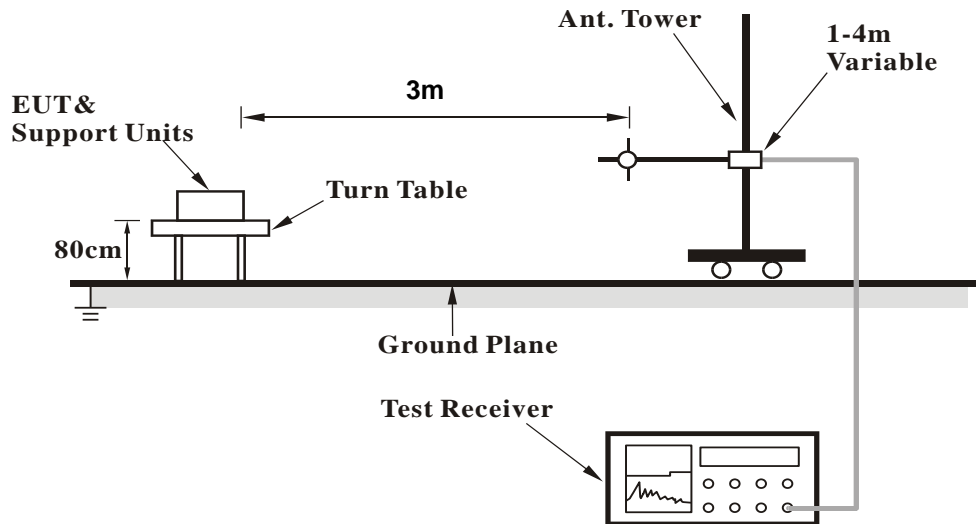 Ant. Tower
1-4m
Variable
3m
EUT&
Support Units
Turn Table
80cm
Ground Plane
Test Receiver